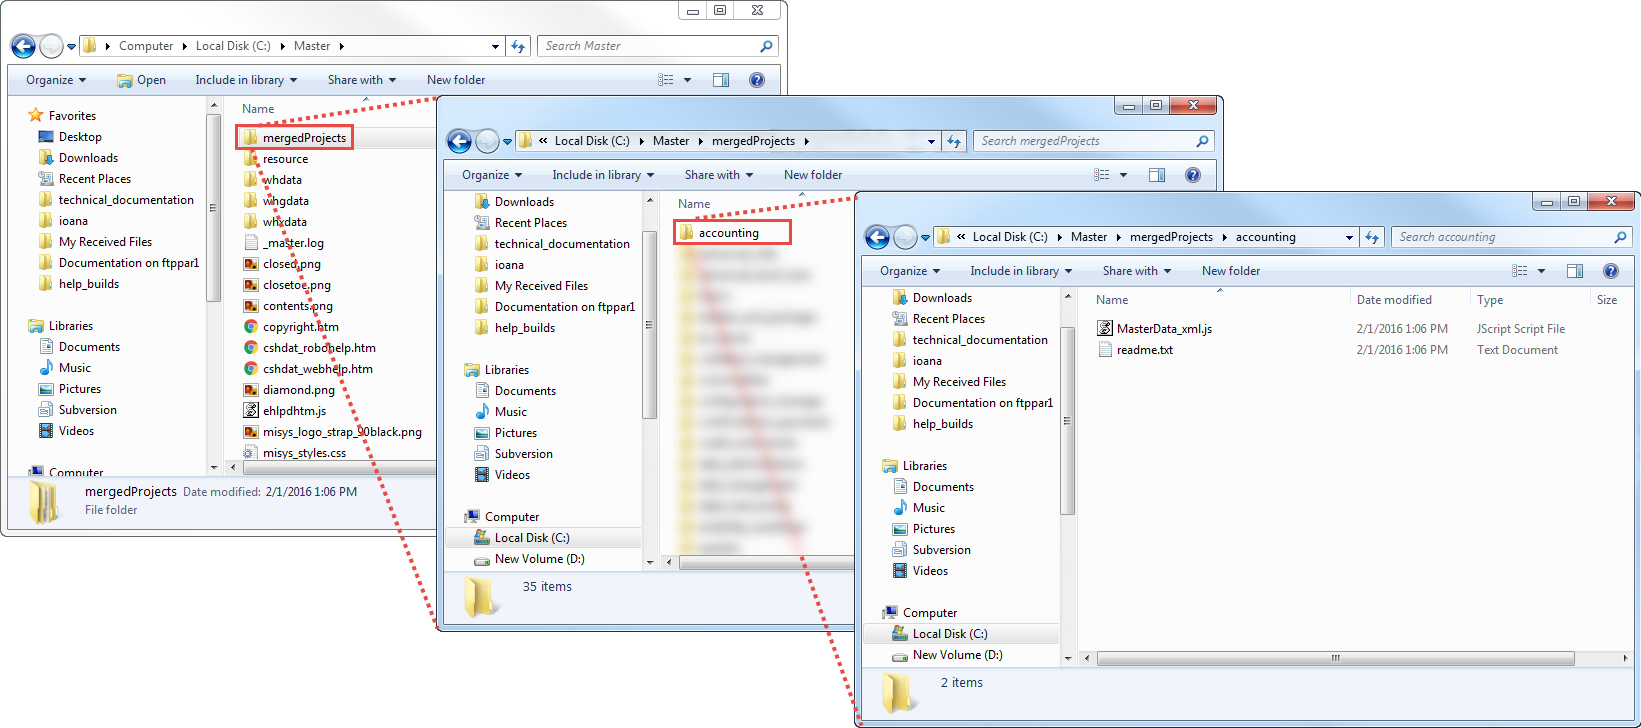 Computer Local Disk (C:) Master
Search Master
Organize Open Include in library Share with New folder
Favorites
Desktop
Downloads
Recent Places
technical_documentation
ioana
My Received Files
Documentation on ftppar1
help_builds
Libraries
Documents
Music
Pictures
Subversion
Videos
Computer
Name
mergedProjects
resource
whdata
whgdata
whxdata
_master.log
closed.png
closetoc.png
contents.png
copyright.htm
cshdat_robohelp.htm
cshdat_webhelp.htm
diamond.png
ehlpdhtm.js
misys_logo_strap_90black.png
misys_styles.css
mergedProjects Date modified: 2/1/2016 1:06 PM
File folder
« Local Disk (C:) Master mergedProjects
Search mergedProjects
Organize Include in library Share with New folder
Downloads
Recent Places
technical_documentation
ioana
My Received Files
Documentation on ftppar1
help_builds
Libraries
Documents
Music
Pictures
Subversion
Videos
Computer
Local Disk (C:)
New Volume (D:)
Name
accounting
35 items
« Local Disk (C:) Master mergedProjects accounting
Search accounting
Organize Include in library Share with New folder
Downloads
Recent Places
technical_documentation
ioana
My Received Files
Documentation on ftppar1
help_builds
Libraries
Documents
Music
Pictures
Subversion
Videos
Computer
Local Disk (C:)
New Volume (D:)
Name Date modified Type Size
MasterData_xml.js 2/1/2016 1:06 PM JScript Script File
readme.txt 2/1/2016 1:06 PM Text Document
2 items